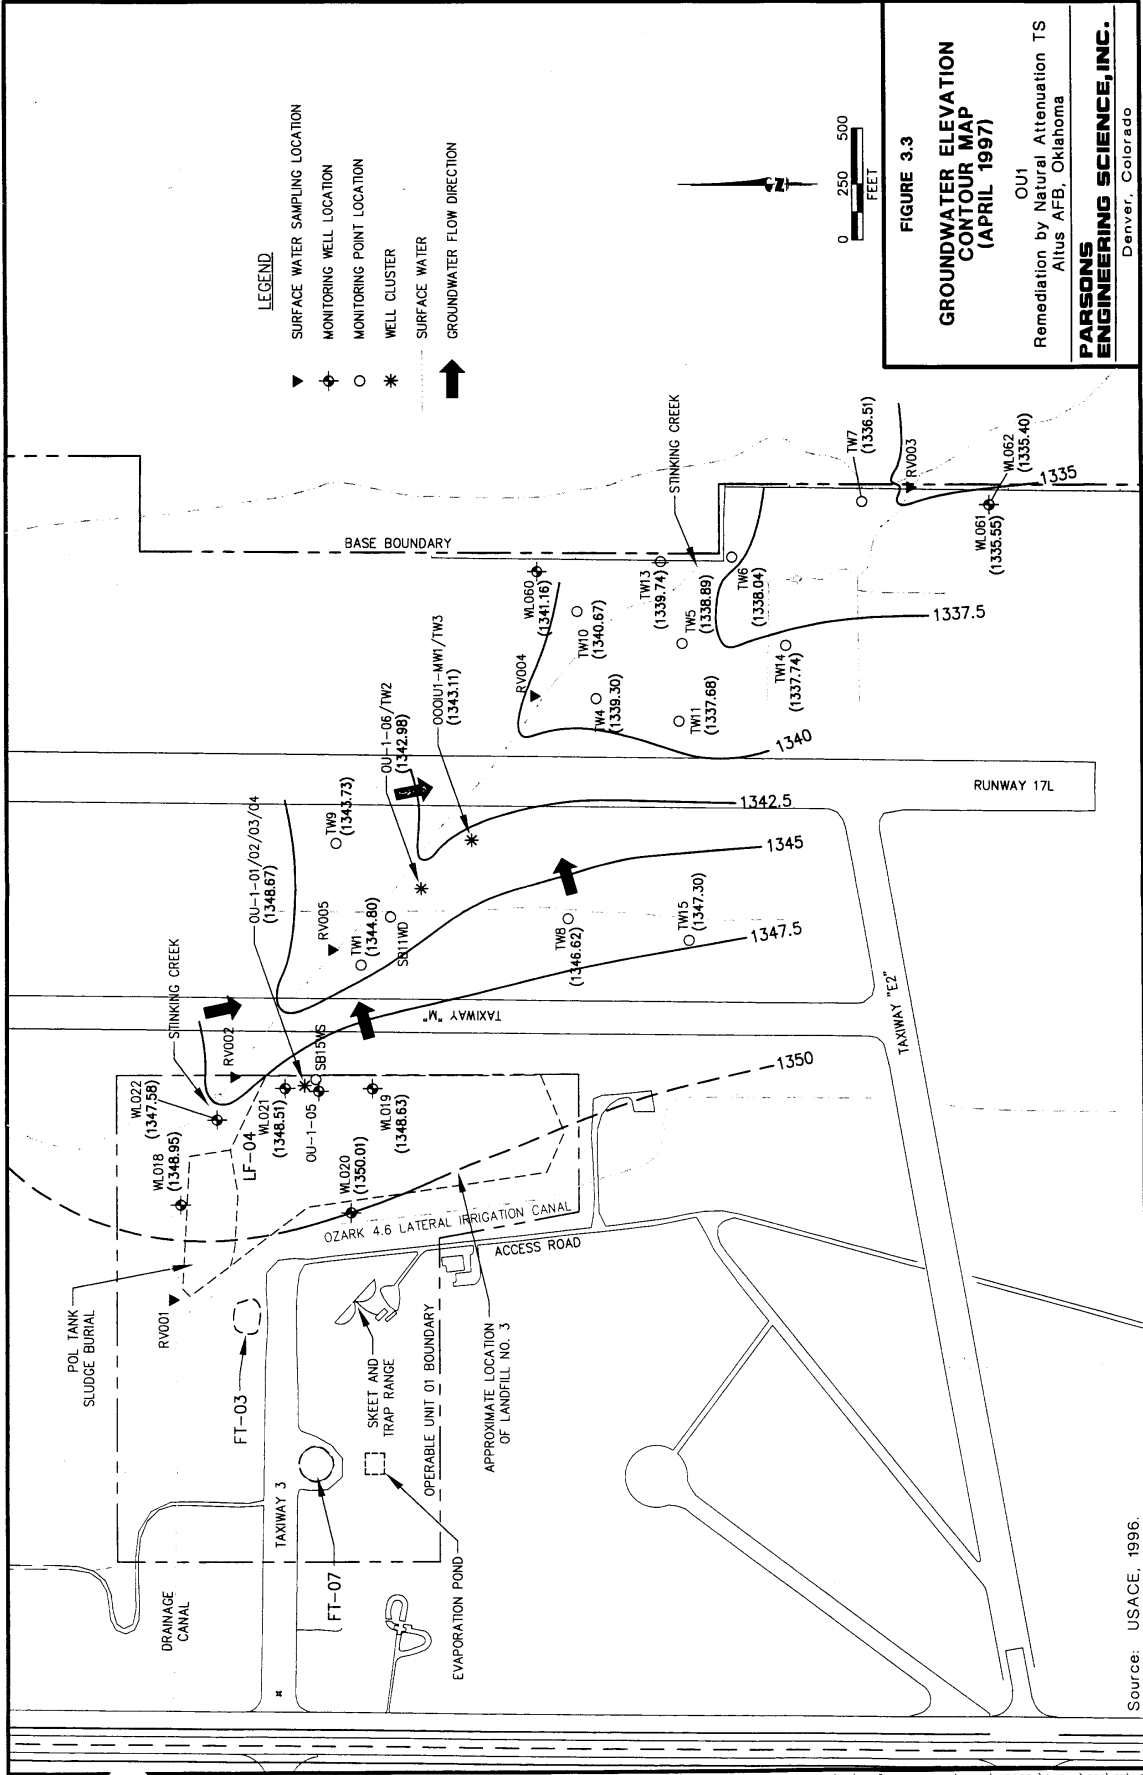 LEGEND
SURFACE WATER SAMPLING LOCATION
MONITORING WELL LOCATION
MONITORING POINT LOCATION
WELL CLUSTER
SURFACE WATER
GROUNDWATER FLOW DIRECTION
N
0 250 500
FEET
FIGURE 3.3
GROUNDWATER ELEVATION
CONTOUR MAP
(APRIL 1997)
OU1
Remediation by Natural Attenuation TS
Altus AFB, Oklahoma
PARSONS
ENGINEERING SCIENCE, INC.
Denver, Colorado
BASE BOUNDARY
STINKING CREEK
TW7
(1336.51)
RV003
WL062
(1335.40)
WL061
(1335.55)
1335
WL060
(1341.16)
TW13
(1339.74)
TW6
(1338.04)
TW10
(1340.67)
TW5
(1338.89)
1337.5
RV004
TW4
(1339.30)
TW11
(1337.68)
TW14
(1337.74)
1340
OU-1-06/TW2
(1342.98)
OOOIU1-MW1/TW3
(1343.11)
RUNWAY 17L
TW9
(1343.73)
1342.5
1345
OU-1-01/02/03/04
(1348.67)
RV005
TW1
(1344.80)
SB11WD
TW8
(1346.62)
TW15
(1347.30)
1347.5
STINKING CREEK
TAXIWAY "M"
TAXIWAY "E2"
RV002
SB15WS
WL022
(1347.58)
WL021
(1348.51)
OU-1-05
WL019
(1348.63)
1350
WL018
(1348.95)
LF-04
WL020
(1350.01)
OZARK 4.6 LATERAL IRRIGATION CANAL
ACCESS ROAD
POL TANK
SLUDGE BURIAL
RV001
FT-03
SKEET AND
TRAP RANGE
OPERABLE UNIT 01 BOUNDARY
APPROXIMATE LOCATION
OF LANDFILL NO. 3
TAXIWAY 3
FT-07
EVAPORATION POND
DRAINAGE
CANAL
Source: USACE, 1996.